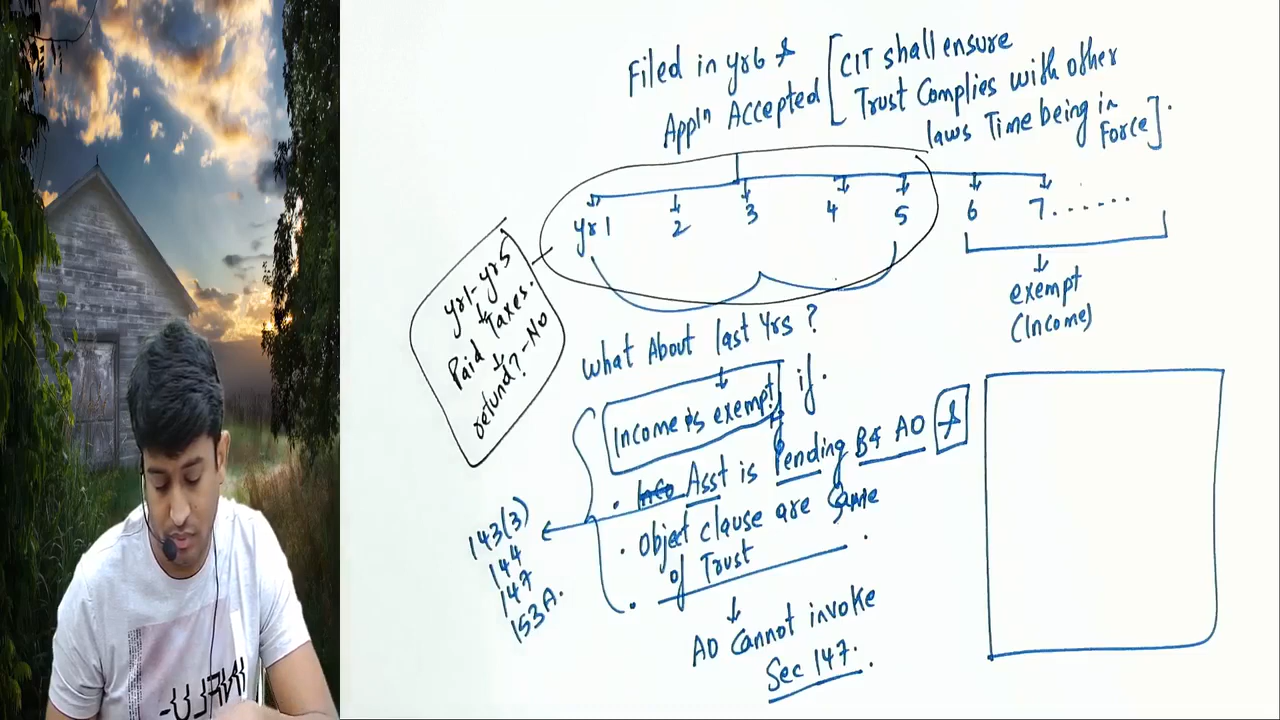 Filed in yr6 &
Appln Accepted
[CIT shall ensure
Trust Complies with other
laws Time being in
Force].
yr1 2 3 4 5 6 7.......
exempt
(Income)
yr1-yr5
Paid Taxes.
refund? - No
What About last Yrs?
Income is exempt if.
. Asst is Pending B4 AO &
. Object clause are Same
of Trust
.
143(3)
144
147
153A.
AO Cannot invoke
Sec 147.